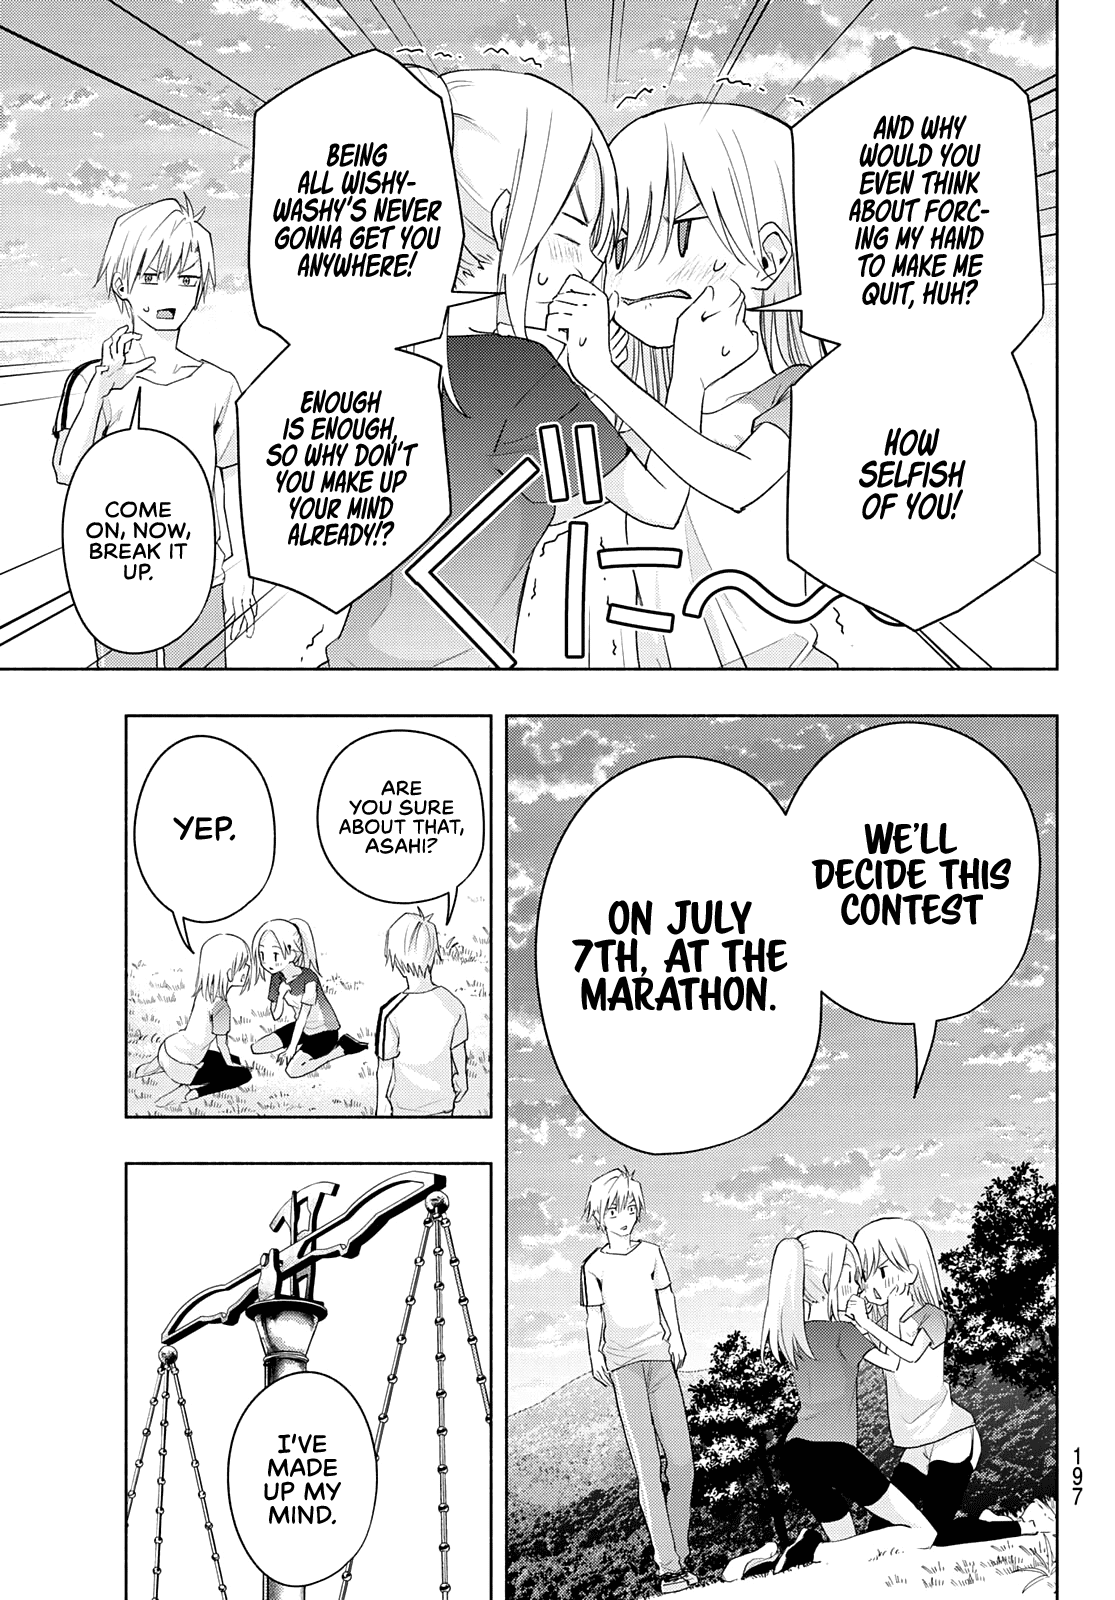 AND WHY
WOULD YOU
EVEN THINK
ABOUT FORC-
ING MY HAND
TO MAKE ME
QUIT, HUH?
HOW
SELFISH
OF YOU!
BEING
ALL WISHY-
WASHY'S NEVER
GONNA GET YOU
ANYWHERE!
ENOUGH
IS ENOUGH,
SO WHY DON'T
YOU MAKE UP
YOUR MIND
ALREADY!?
COME
ON, NOW,
BREAK IT
UP.
ぐに〜
WE'LL
DECIDE THIS
CONTEST
ON JULY
7TH, AT THE
MARATHON.
ARE
YOU SURE
ABOUT THAT,
ASAHI?
YEP.
I'VE
MADE
UP MY
MIND.
197